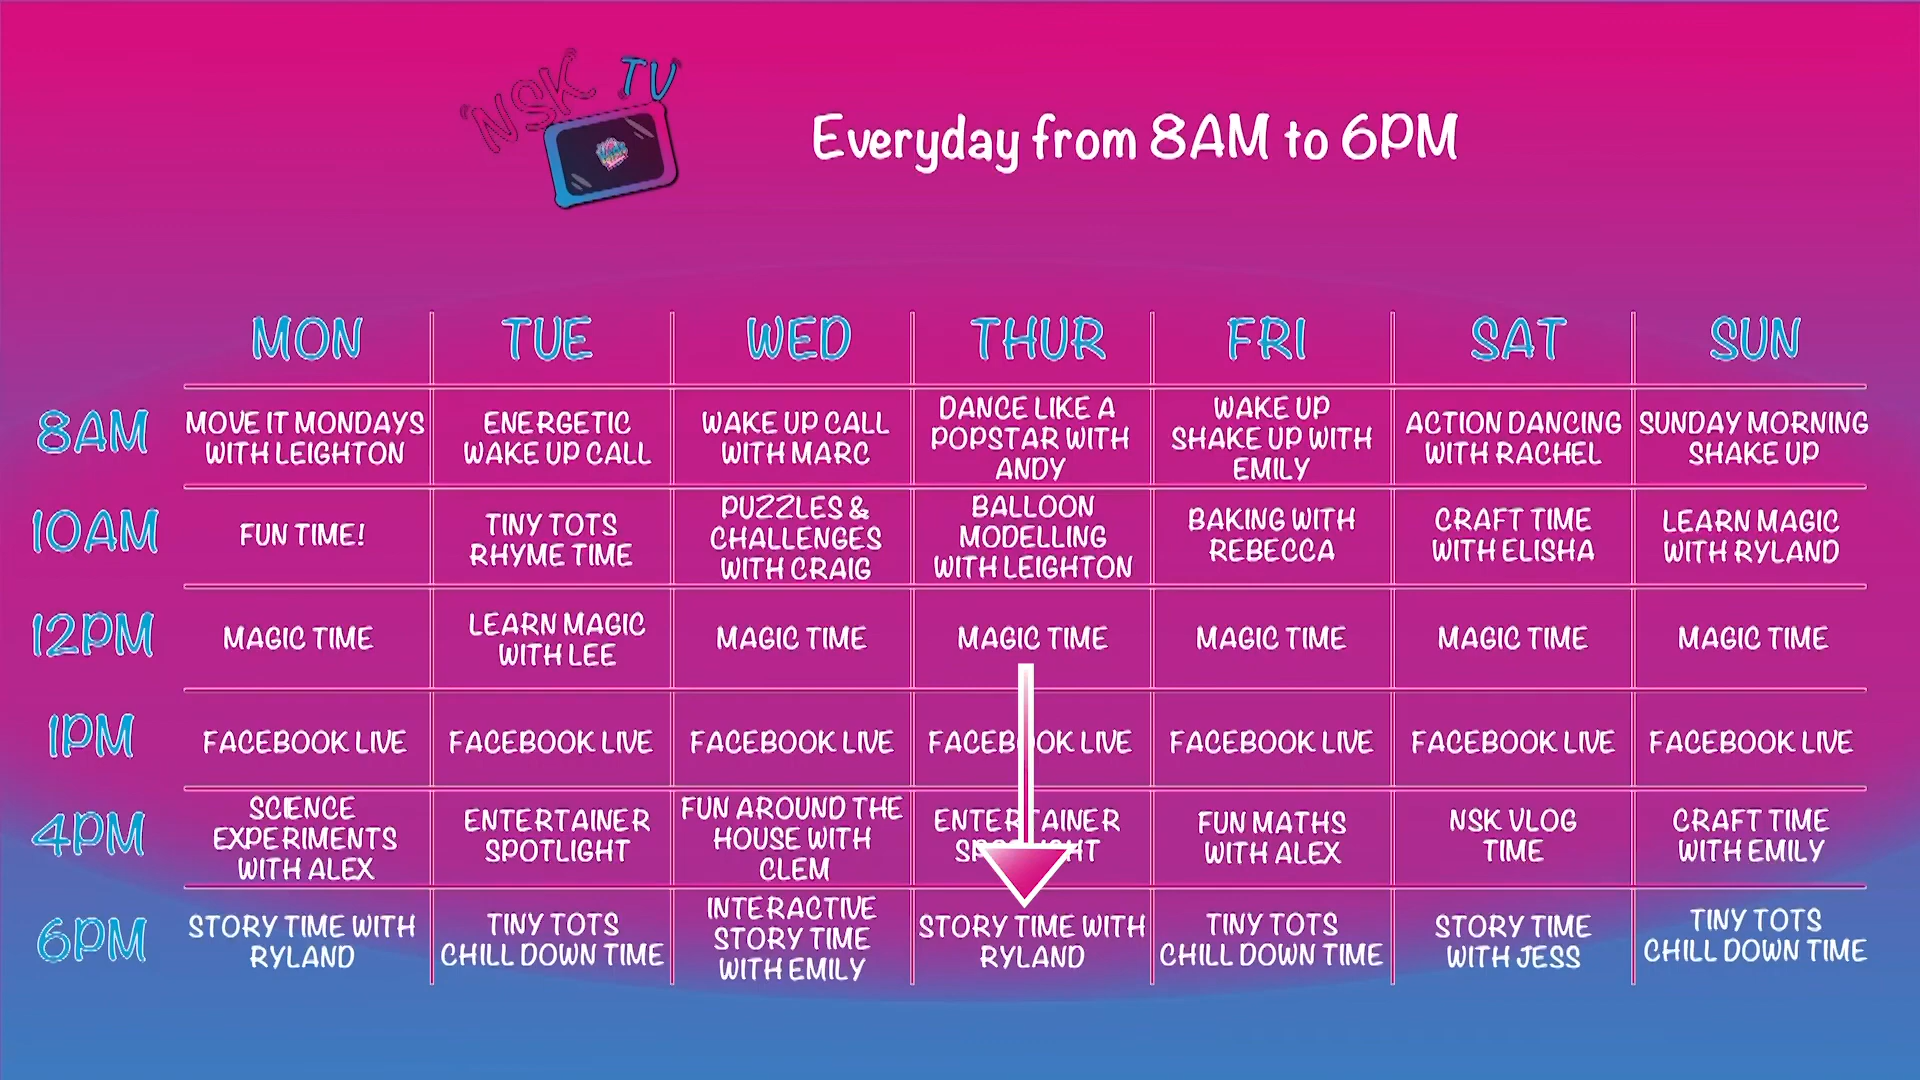 NSK TV
Everyday from 8AM to 6PM
MON TUE WED THUR FRI SAT SUN
8AM
MOVE IT MONDAYS
WITH LEIGHTON
ENERGETIC
WAKE UP CALL
WAKE UP CALL
WITH MARC
DANCE LIKE A
POPSTAR WITH
ANDY
WAKE UP
SHAKE UP WITH
EMILY
ACTION DANCING
WITH RACHEL
SUNDAY MORNING
SHAKE UP
10AM
FUN TIME!
TINY TOTS
RHYME TIME
PUZZLES &
CHALLENGES
WITH CRAIG
BALLOON
MODELLING
WITH LEIGHTON
BAKING WITH
REBECCA
CRAFT TIME
WITH ELISHA
LEARN MAGIC
WITH RYLAND
12PM
MAGIC TIME
LEARN MAGIC
WITH LEE
MAGIC TIME
MAGIC TIME
MAGIC TIME
MAGIC TIME
MAGIC TIME
1PM
FACEBOOK LIVE
FACEBOOK LIVE
FACEBOOK LIVE
FACEBOOK LIVE
FACEBOOK LIVE
FACEBOOK LIVE
FACEBOOK LIVE
4PM
SCIENCE
EXPERIMENTS
WITH ALEX
ENTERTAINER
SPOTLIGHT
FUN AROUND THE
HOUSE WITH
CLEM
ENTERTAINER
SPOTLIGHT
FUN MATHS
WITH ALEX
NSK VLOG
TIME
CRAFT TIME
WITH EMILY
6PM
STORY TIME WITH
RYLAND
TINY TOTS
CHILL DOWN TIME
INTERACTIVE
STORY TIME
WITH EMILY
STORY TIME WITH
RYLAND
TINY TOTS
CHILL DOWN TIME
STORY TIME
WITH JESS
TINY TOTS
CHILL DOWN TIME